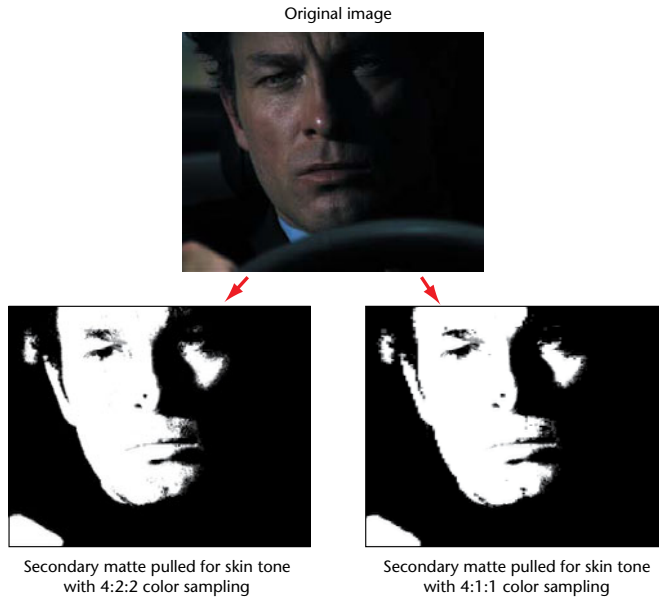 Original image
Secondary matte pulled for skin tone
with 4:2:2 color sampling
Secondary matte pulled for skin tone
with 4:1:1 color sampling